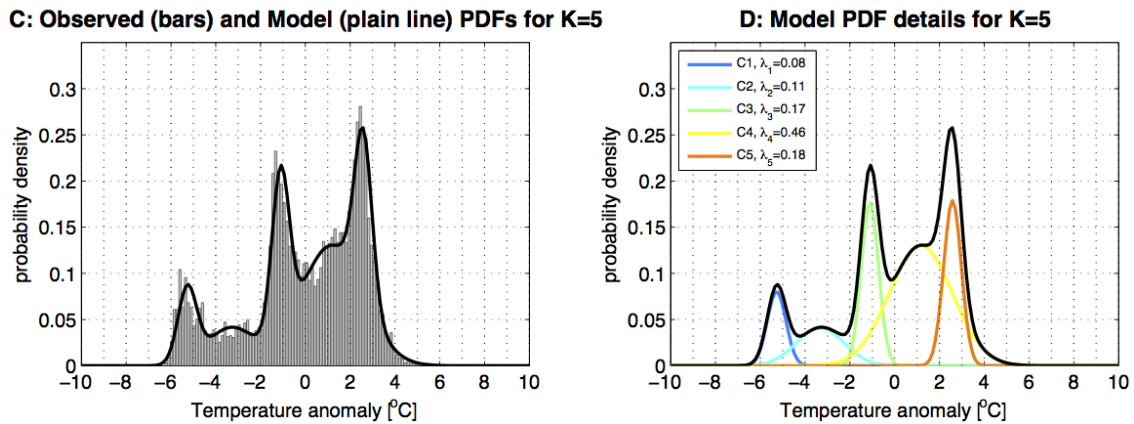 C: Observed (bars) and Model (plain line) PDFs for K=5
0.3
0.25
0.2
0.15
0.1
0.05
0
probability density
−10 −8 −6 −4 −2 0 2 4 6 8 10
Temperature anomaly [°C]
D: Model PDF details for K=5
C1, λ₁=0.08
C2, λ₂=0.11
C3, λ₃=0.17
C4, λ₄=0.46
C5, λ₅=0.18
0.3
0.25
0.2
0.15
0.1
0.05
0
probability density
−10 −8 −6 −4 −2 0 2 4 6 8 10
Temperature anomaly [°C]